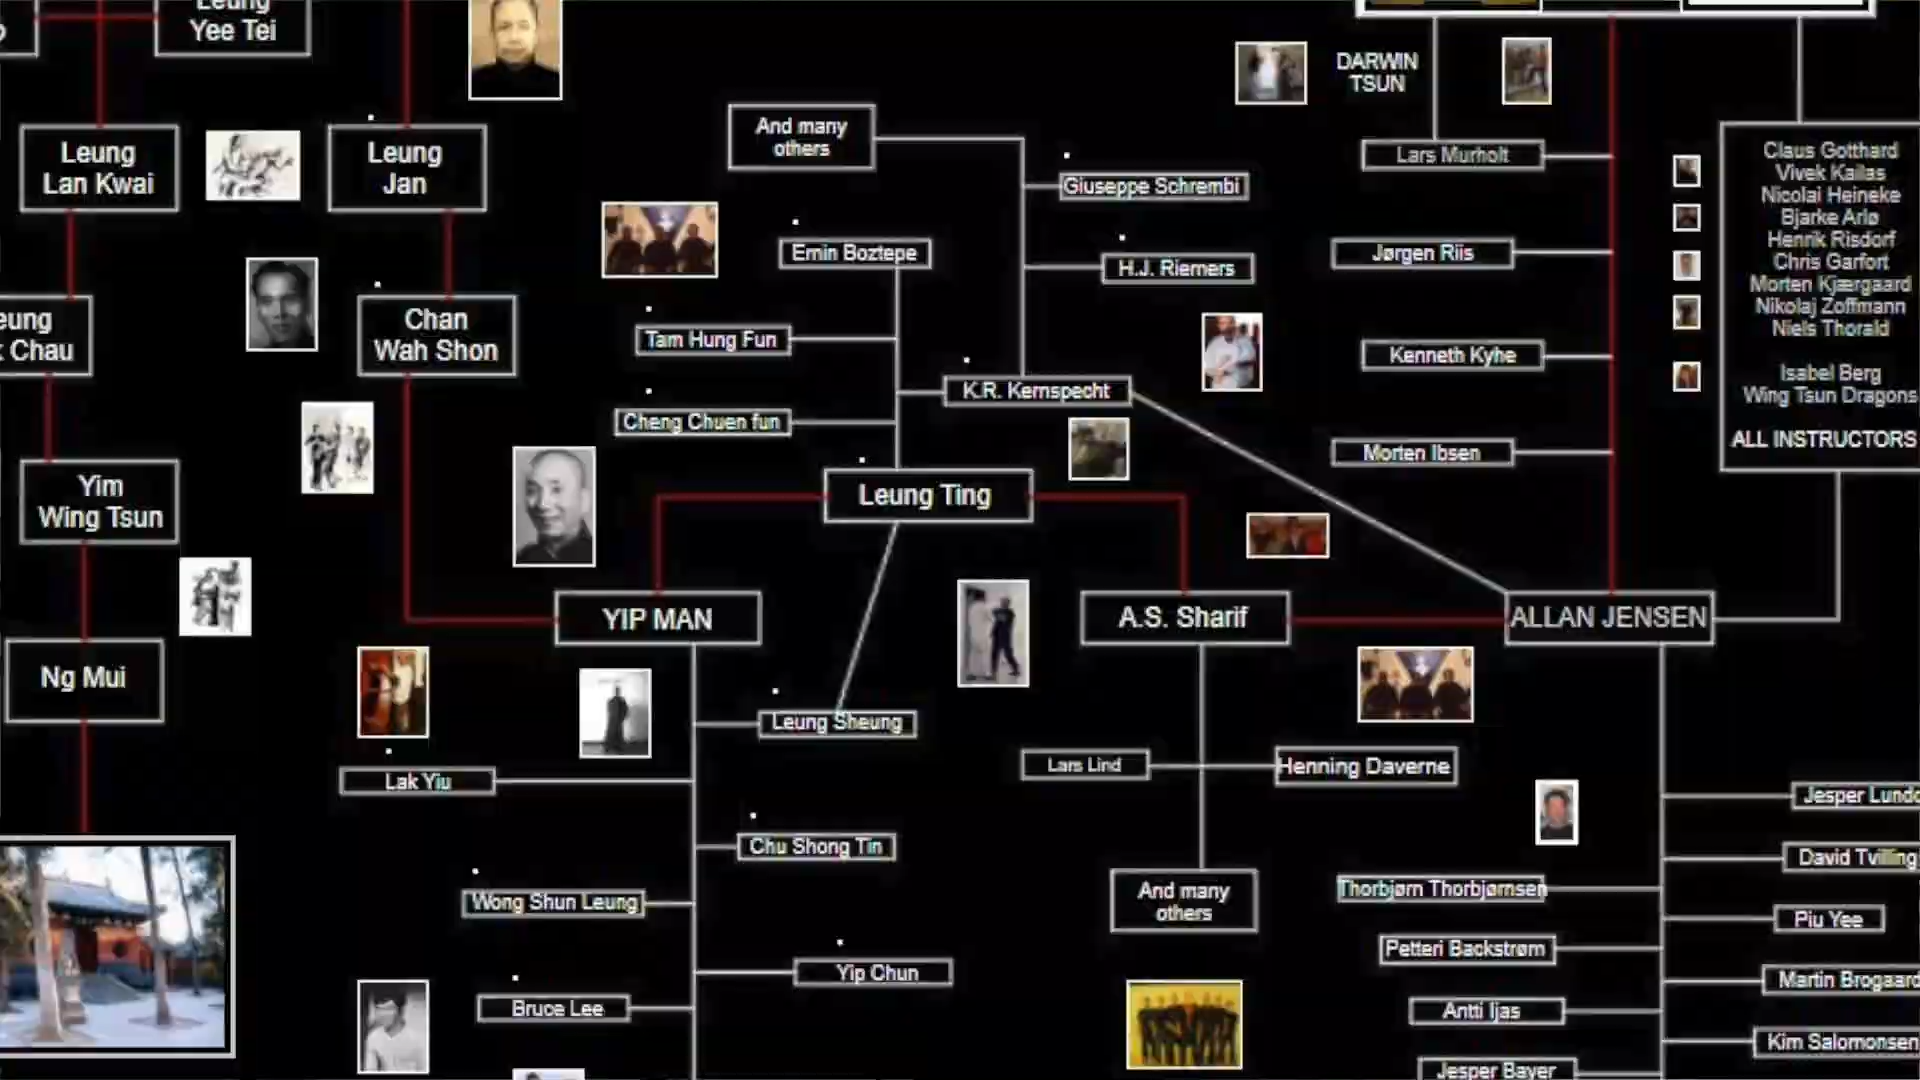 Leung
Yee Tei
Leung
Lan Kwai
Leung
Jan
Chau
Chan
Wah Shon
Yim
Wing Tsun
Ng Mui
And many
others
Giuseppe Schrembi
Emin Boztepe
H.J. Riemers
Tam Hung Fun
K.R. Kernspecht
Cheng Chuen fun
Leung Ting
YIP MAN
A.S. Sharif
ALLAN JENSEN
DARWIN
TSUN
Lars Murholt
Jørgen Riis
Kenneth Kyhe
Morten Ibsen
Claus Gotthard
Vivek Kailas
Nicolai Heineke
Bjarke Arlø
Henrik Risdorf
Chris Garfort
Morten Kjærgaard
Nikolaj Zoffmann
Niels Thorald
Isabel Berg
Wing Tsun Dragons
ALL INSTRUCTORS
Leung Sheung
Lak Yiu
Chu Shong Tin
Wong Shun Leung
Yip Chun
Bruce Lee
Lars Lind
Henning Daverne
And many
others
Thorbjørn Thorbjørnsen
Petteri Backstrøm
Antti Ijas
Jesper Bayer
Jesper
David Tvilling
Piu Yee
Martin Brogaard
Kim Salomonsen